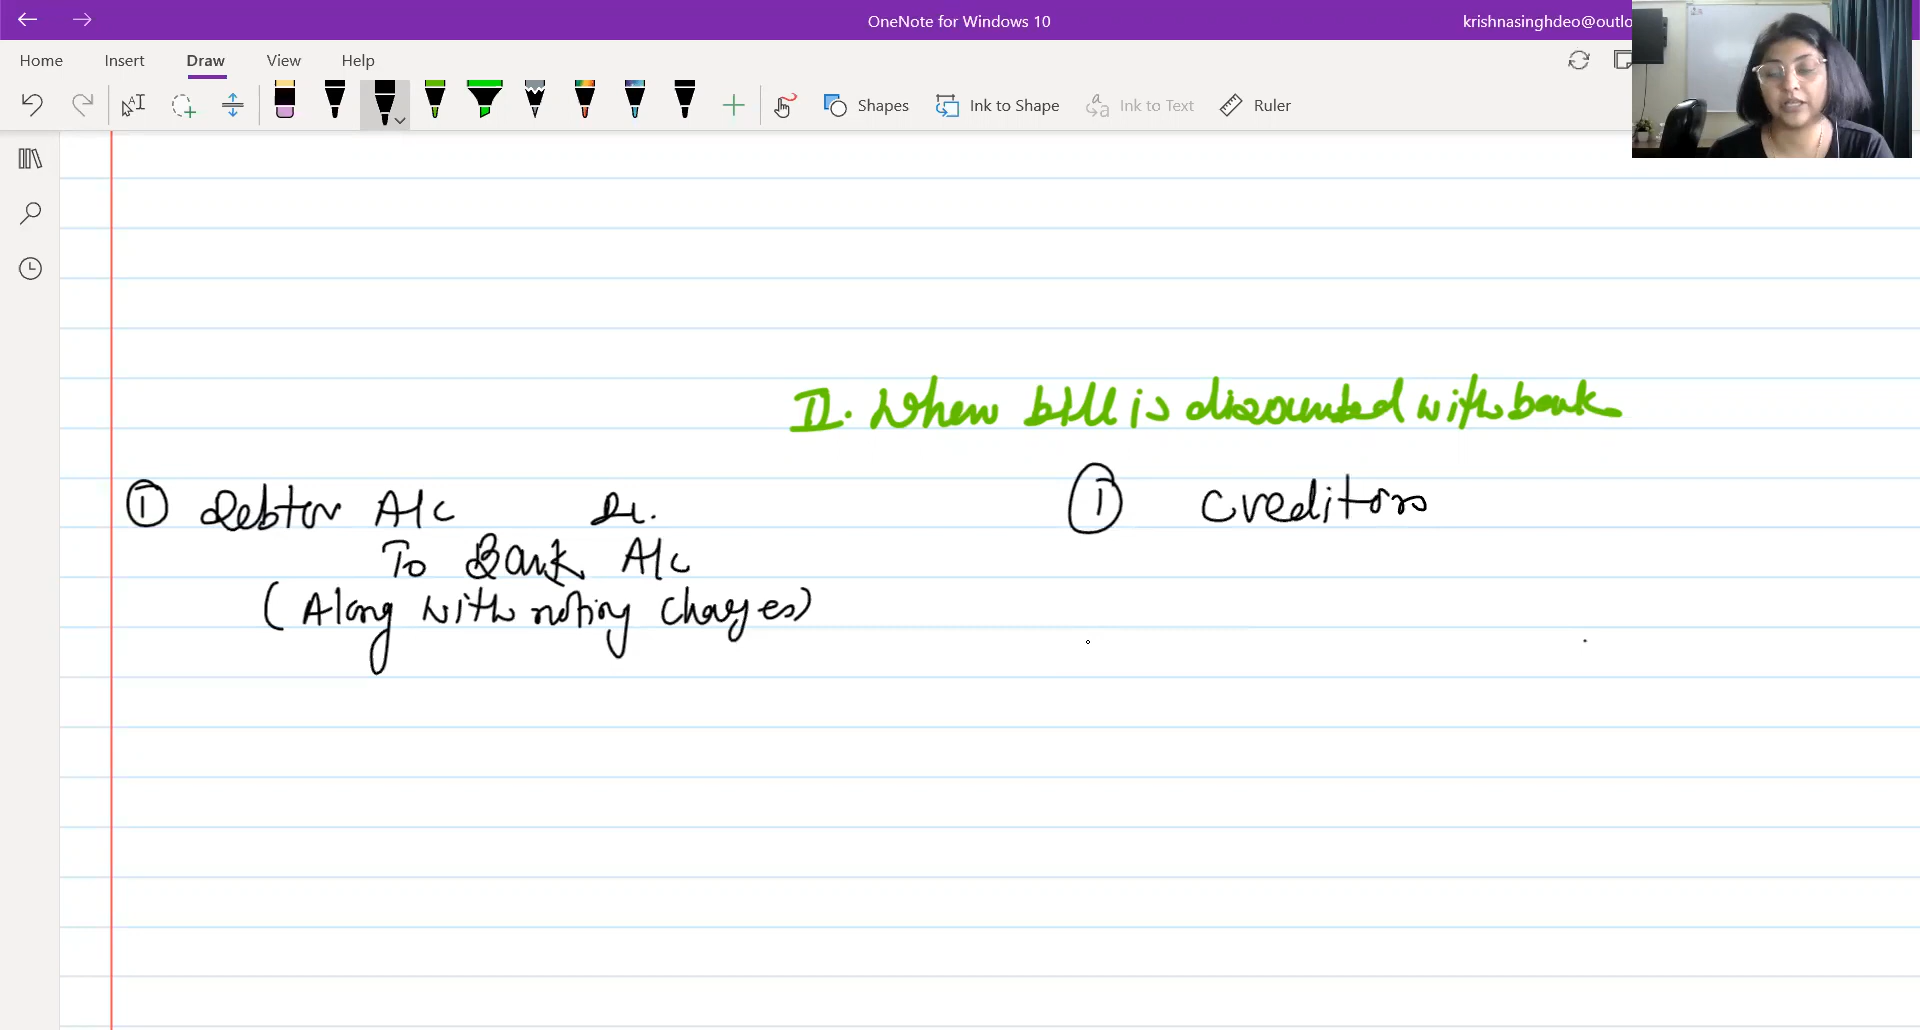 OneNote for Windows 10
krishnasinghdeo@outlo
Home Insert Draw View Help
Shapes Ink to Shape Ink to Text Ruler
II. When bill is discounted with bank
① Debtor A/c Dr.
To Bank A/c
(Along with noting charges)
① Creditors